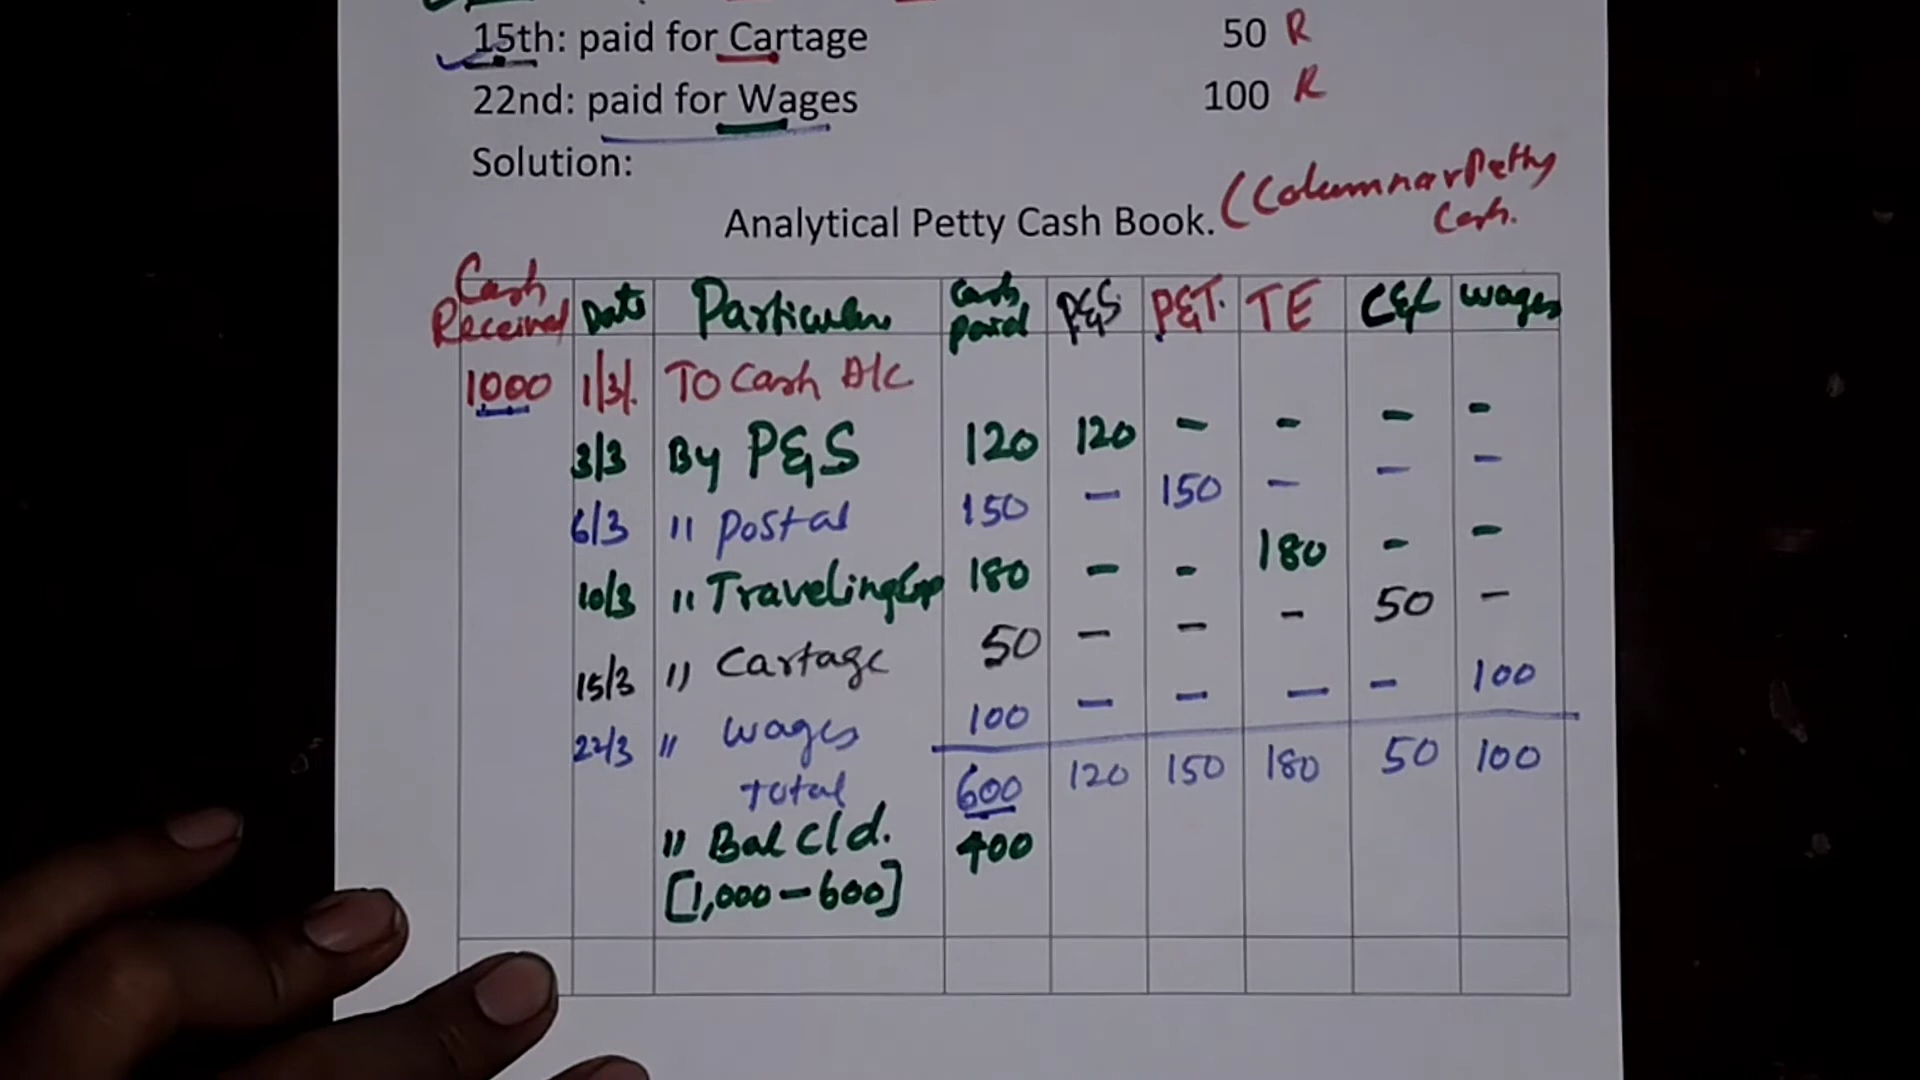 15th: paid for Cartage 50 R
22nd: paid for Wages 100 R
Solution:
Analytical Petty Cash Book. (Columnar Petty
Cash.
Cash Received Date Particulars Cash paid P&S. P&T. TE C&C wages
1000 1/3/. TO Cash A/c
3/3 By P&S 120 120 - - - -
6/3 " postal 150 - 150 - - -
10/3 " Traveling Exp 180 - - 180 - -
15/3 " Cartage 50 - - - 50 -
22/3 " wages 100 - - - - 100
Total 600 120 150 180 50 100
" Bal c/d. 400
[1,000-600]